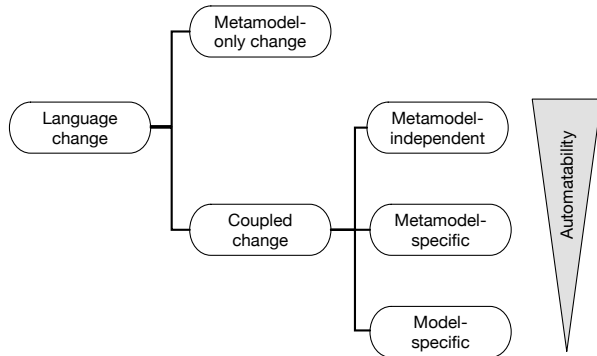 Metamodel-
only change
Language
change
Metamodel-
independent
Coupled
change
Metamodel-
specific
Model-
specific
Automatability